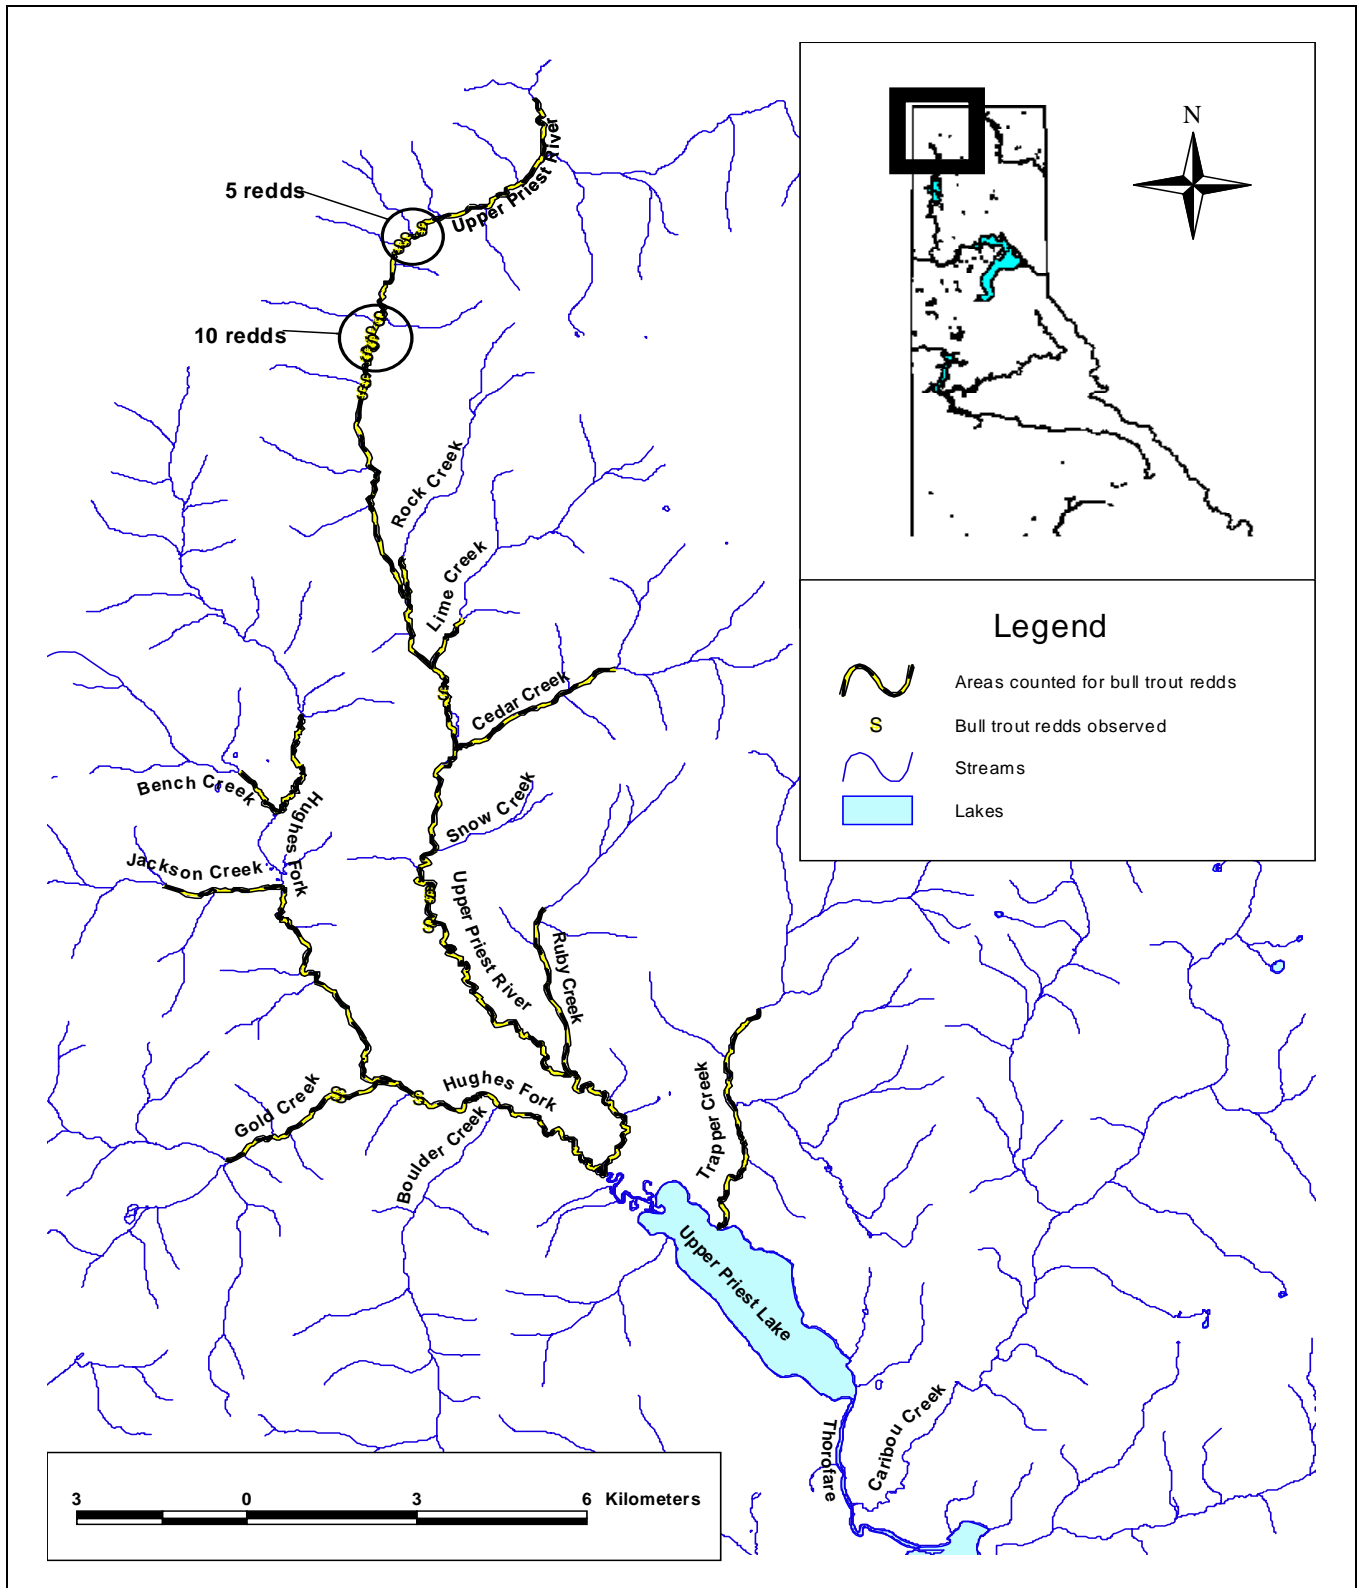 N
Upper Priest River
5 redds
10 redds
Rock Creek
Lime Creek
Cedar Creek
Legend
Areas counted for bull trout redds
S Bull trout redds observed
Streams
Lakes
Bench Creek
Hughes Fork
Snow Creek
Jackson Creek
Upper Priest River
Ruby Creek
Gold Creek
Hughes Fork
Boulder Creek
Trapper Creek
Upper Priest Lake
Thorofare
Caribou Creek
3 0 3 6 Kilometers